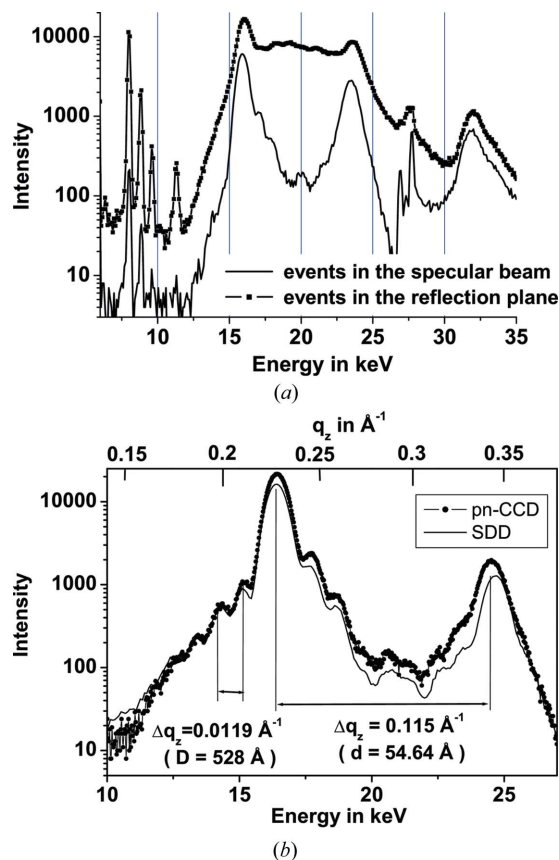 10000
1000
100
10
Intensity
events in the specular beam
events in the reflection plane
10 15 20 25 30 35
Energy in keV
(a)
q_z in Å⁻¹
0.15 0.2 0.25 0.3 0.35
10000
1000
100
10
Intensity
pn-CCD
SDD
Δq_z=0.0119 Å⁻¹
( D = 528 Å )
Δq_z = 0.115 Å⁻¹
( d = 54.64 Å )
10 15 20 25
Energy in keV
(b)